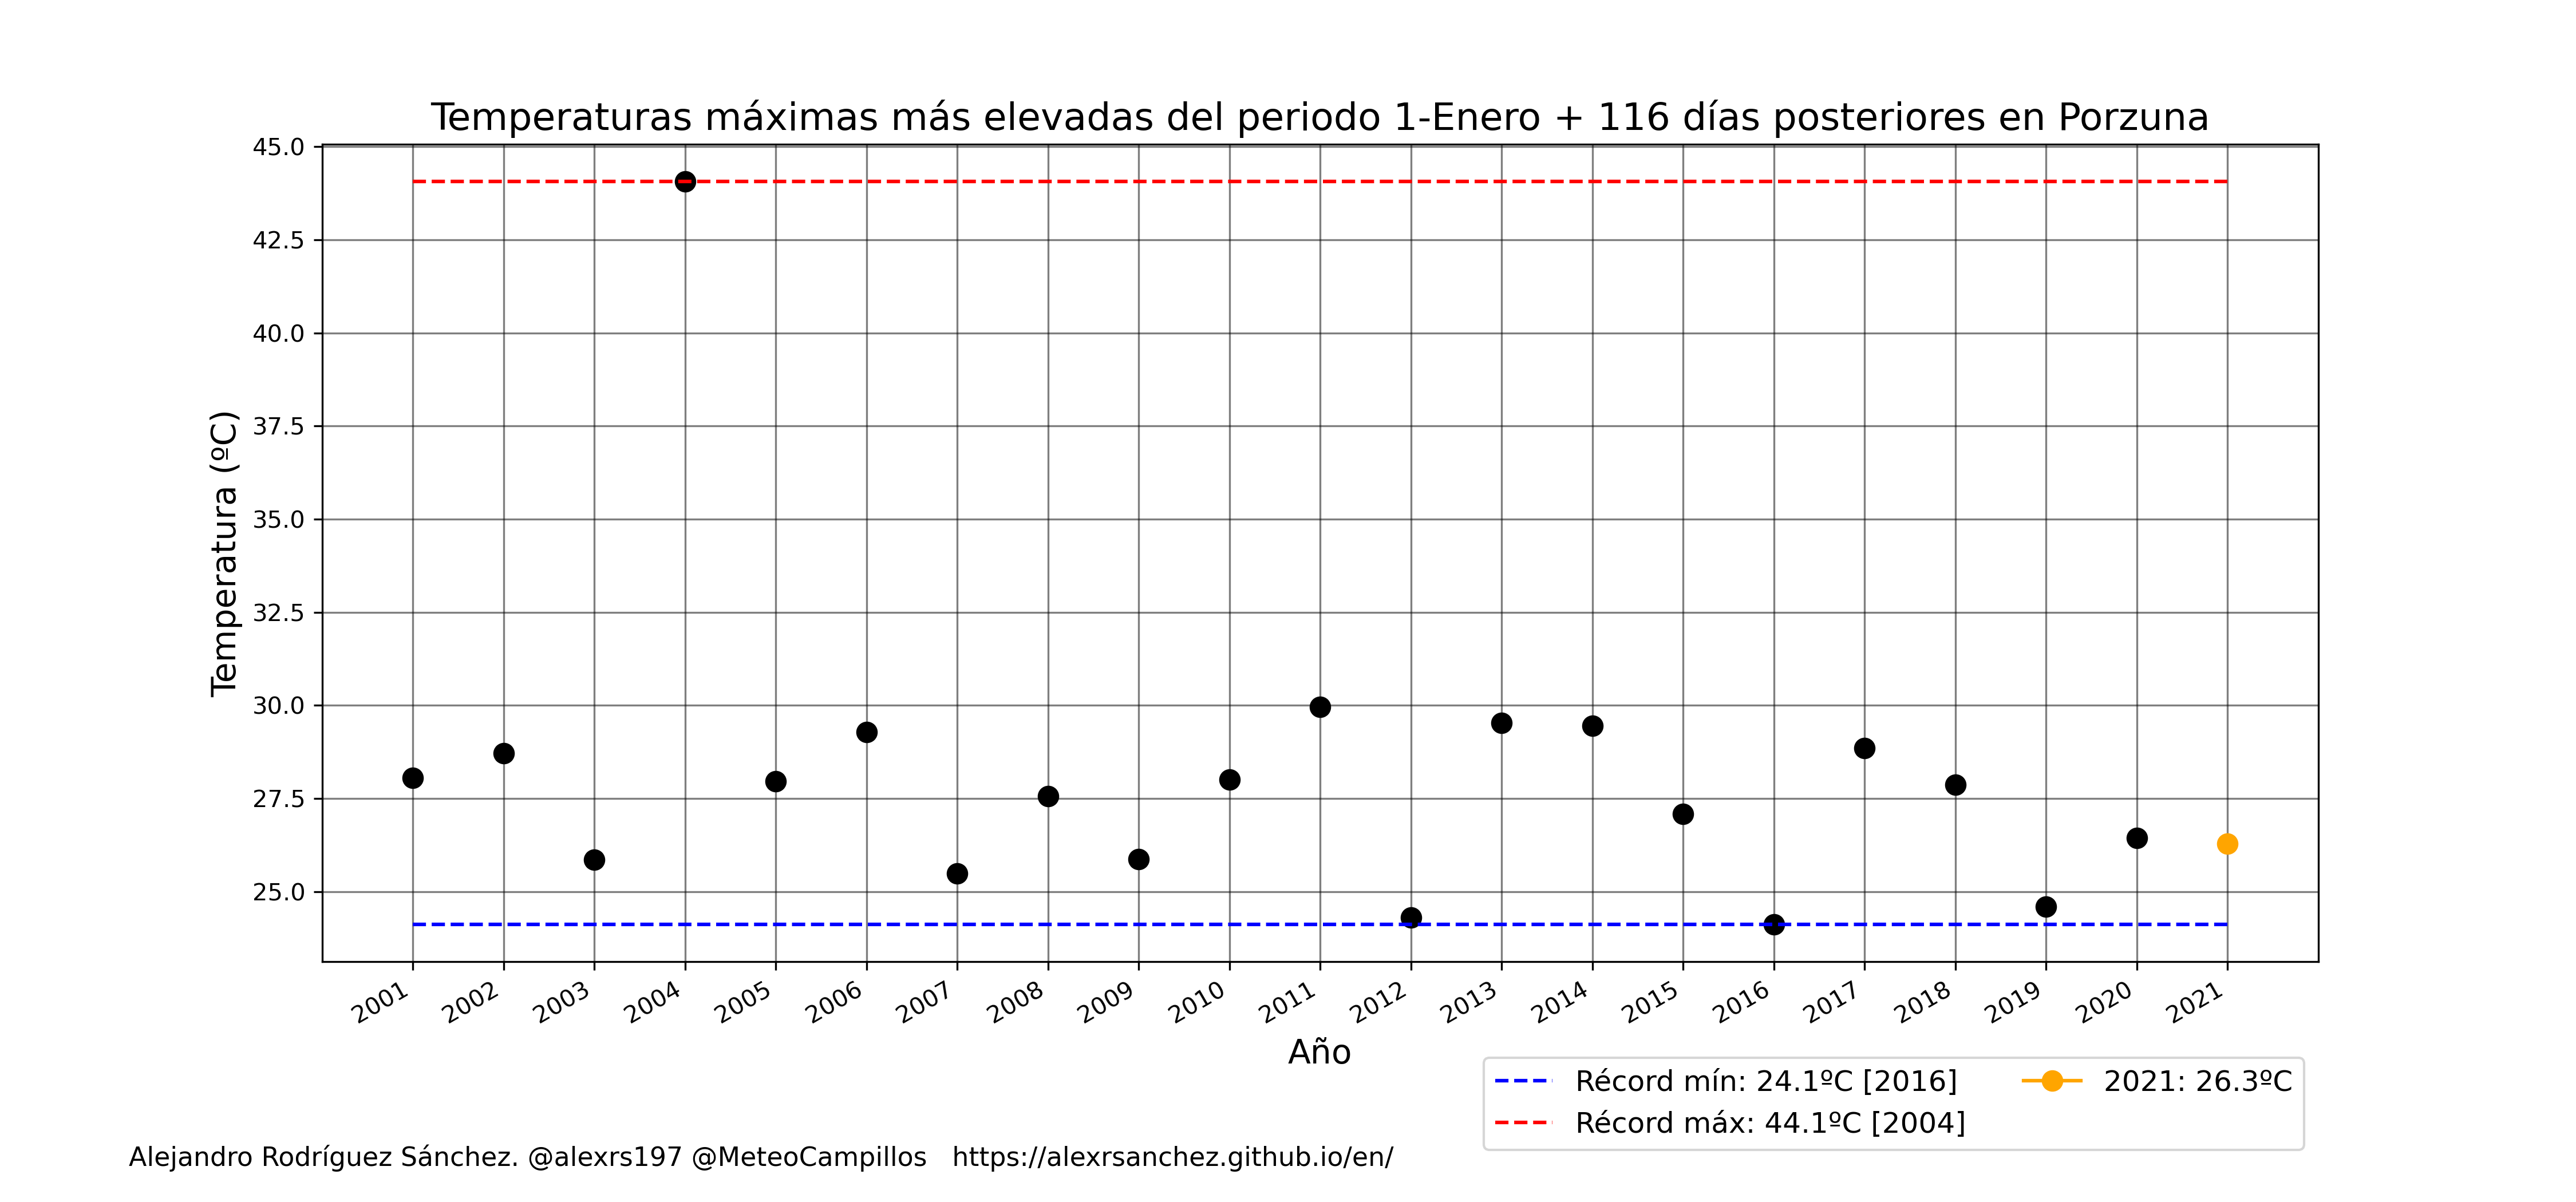 Temperaturas máximas más elevadas del periodo 1-Enero + 116 días posteriores en Porzuna
45.0
42.5
40.0
37.5
35.0
32.5
30.0
27.5
25.0
Temperatura (ºC)
2001 2002 2003 2004 2005 2006 2007 2008 2009 2010 2011 2012 2013 2014 2015 2016 2017 2018 2019 2020 2021
Año
Récord mín: 24.1ºC [2016]
Récord máx: 44.1ºC [2004]
2021: 26.3ºC
Alejandro Rodríguez Sánchez. @alexrs197 @MeteoCampillos https://alexrsanchez.github.io/en/